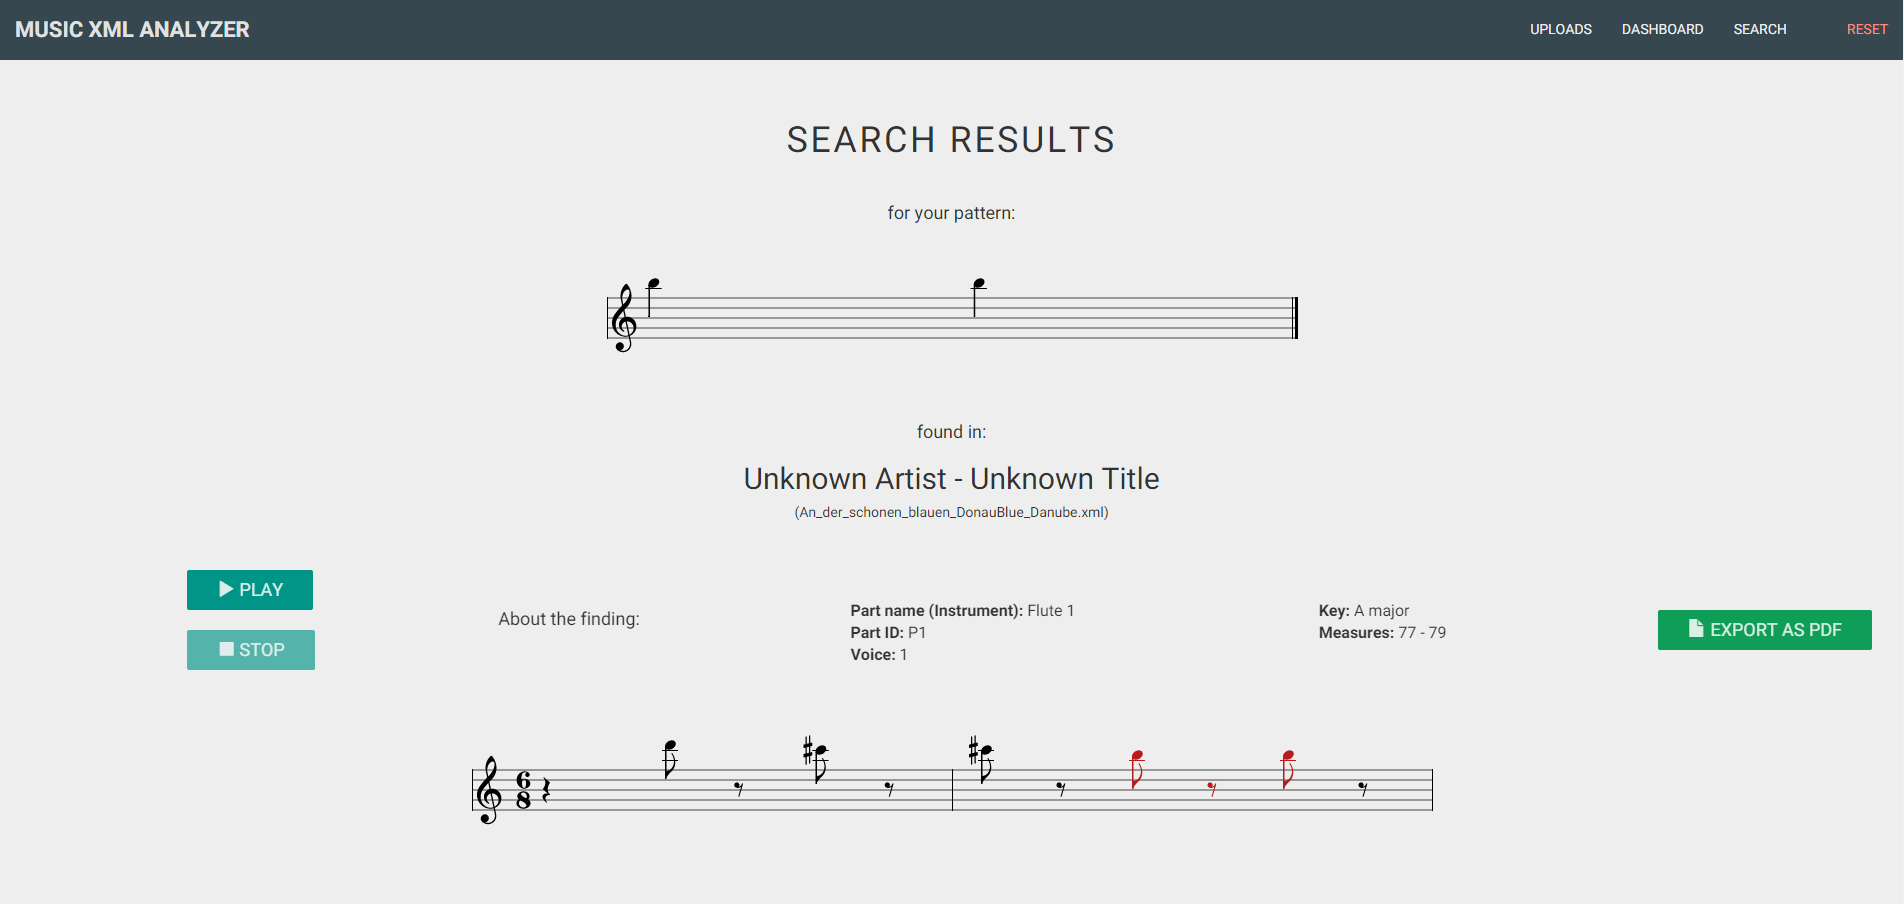 MUSIC XML ANALYZER
UPLOADS DASHBOARD SEARCH RESET
SEARCH RESULTS
for your pattern:
found in:
Unknown Artist - Unknown Title
(An_der_schonen_blauen_DonauBlue_Danube.xml)
PLAY
STOP
About the finding:
Part name (Instrument): Flute 1
Part ID: P1
Voice: 1
Key: A major
Measures: 77 - 79
EXPORT AS PDF
6
8